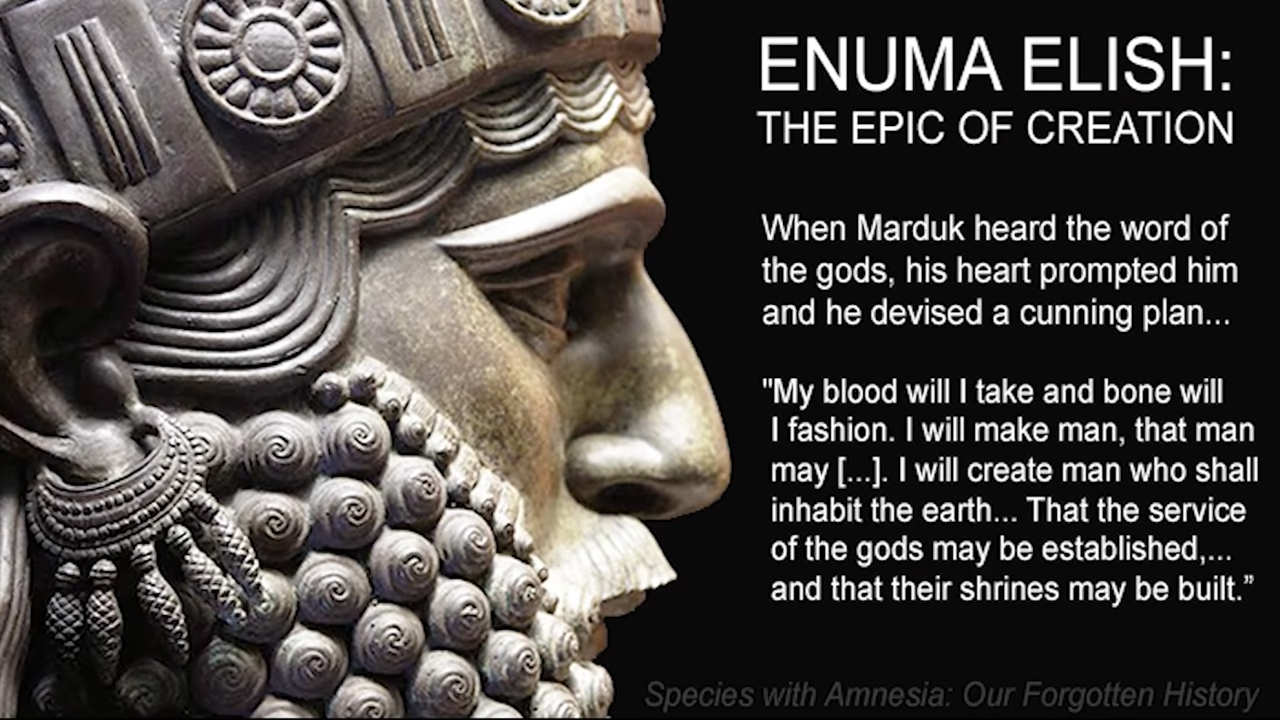 ENUMA ELISH:
THE EPIC OF CREATION
When Marduk heard the word of
the gods, his heart prompted him
and he devised a cunning plan...
"My blood will I take and bone will
I fashion. I will make man, that man
may [...]. I will create man who shall
inhabit the earth... That the service
of the gods may be established,...
and that their shrines may be built.”
Species with Amnesia: Our Forgotten History